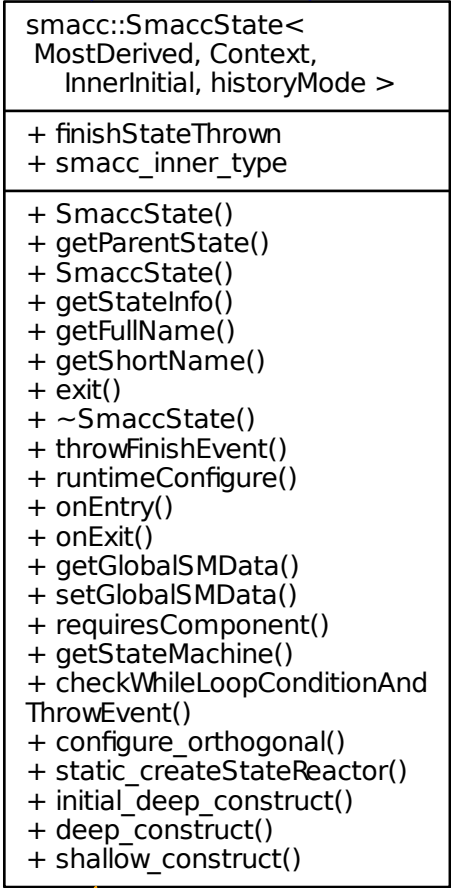 smacc::SmaccState<
MostDerived, Context,
InnerInitial, historyMode >
+ finishStateThrown
+ smacc_inner_type
+ SmaccState()
+ getParentState()
+ SmaccState()
+ getStateInfo()
+ getFullName()
+ getShortName()
+ exit()
+ ~SmaccState()
+ throwFinishEvent()
+ runtimeConfigure()
+ onEntry()
+ onExit()
+ getGlobalSMData()
+ setGlobalSMData()
+ requiresComponent()
+ getStateMachine()
+ checkWhileLoopConditionAnd
ThrowEvent()
+ configure_orthogonal()
+ static_createStateReactor()
+ initial_deep_construct()
+ deep_construct()
+ shallow_construct()